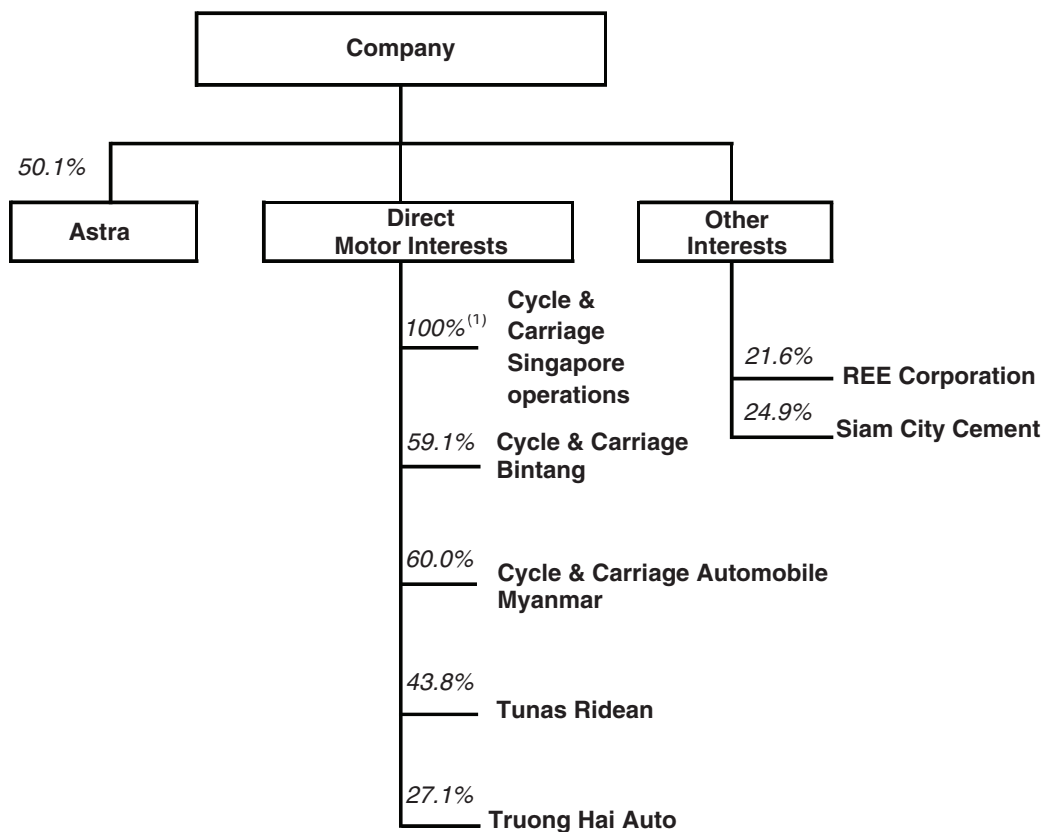 Company
50.1%
Astra
Direct
Motor Interests
Other
Interests
100%(1)
Cycle &
Carriage
Singapore
operations
59.1%
Cycle & Carriage
Bintang
60.0%
Cycle & Carriage Automobile
Myanmar
43.8%
Tunas Ridean
27.1%
Truong Hai Auto
21.6%
REE Corporation
24.9%
Siam City Cement